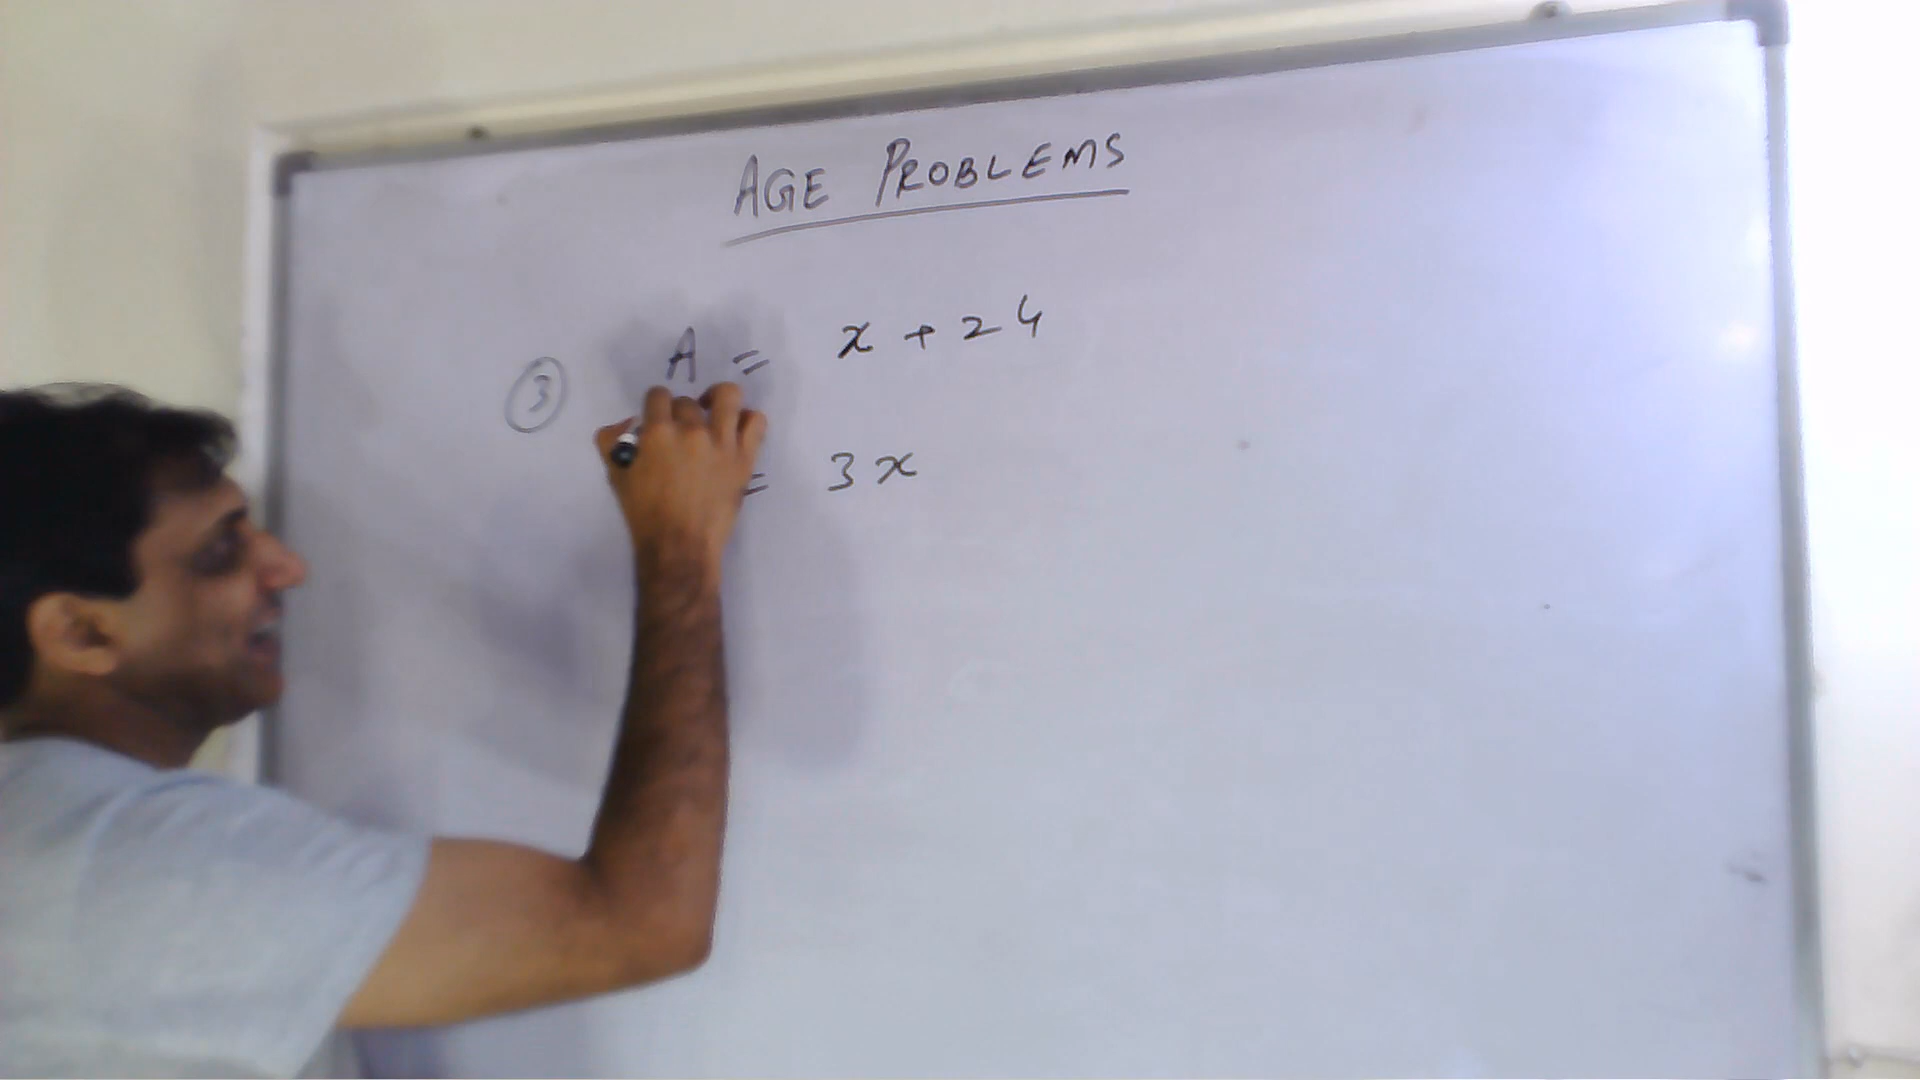 AGE PROBLEMS
③ A = x + 24
= 3x